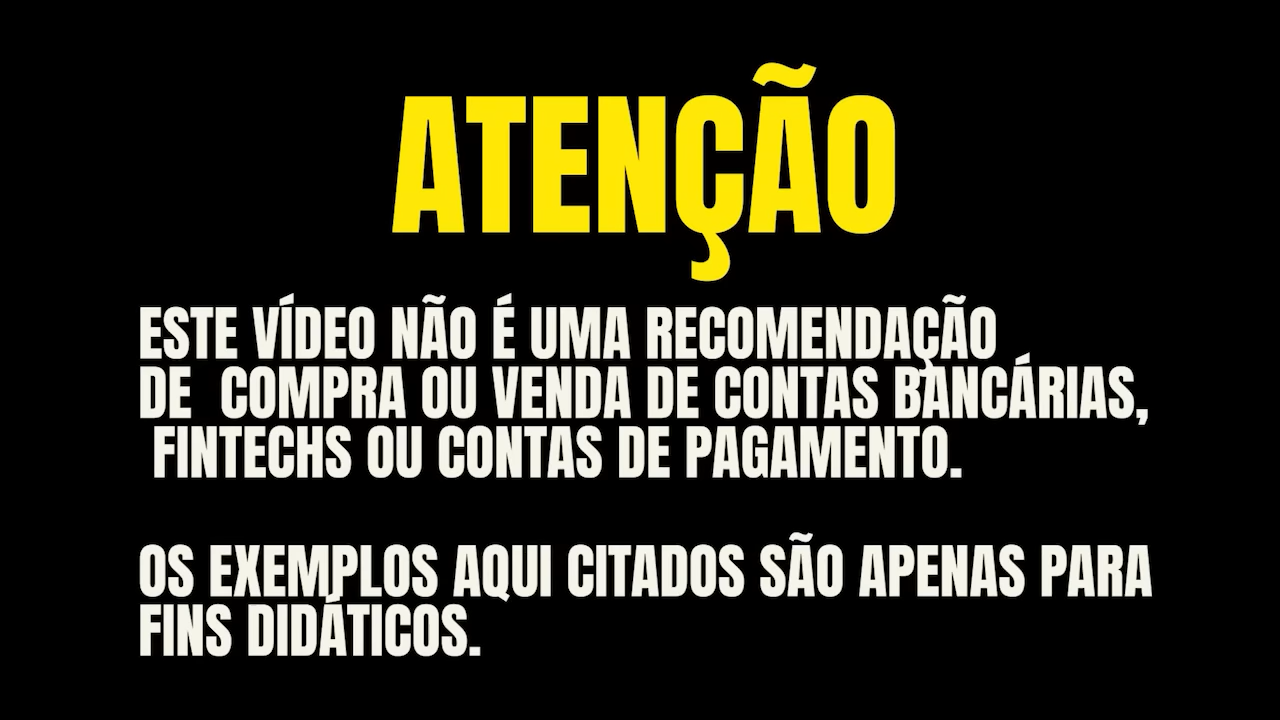 ATENÇÃO
ESTE VÍDEO NÃO É UMA RECOMENDAÇÃO
DE COMPRA OU VENDA DE CONTAS BANCÁRIAS,
FINTECHS OU CONTAS DE PAGAMENTO.
OS EXEMPLOS AQUI CITADOS SÃO APENAS PARA
FINS DIDÁTICOS.